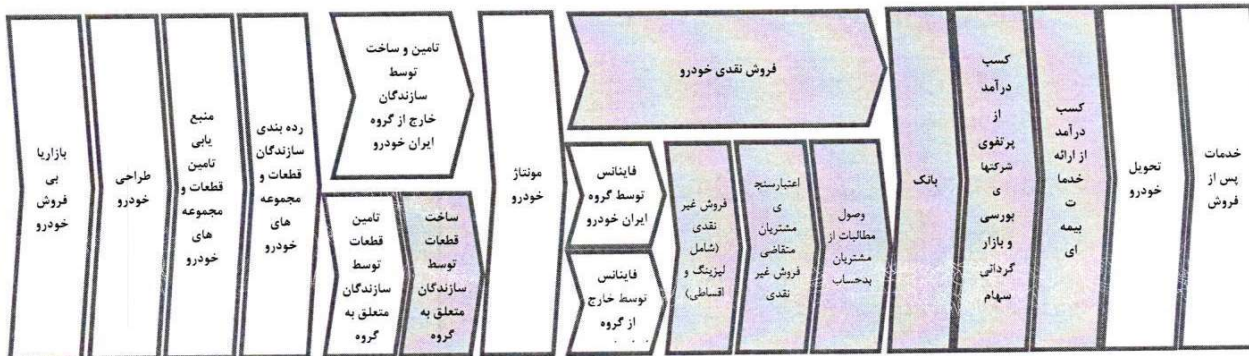 بازاریا
بی
فروش
خودرو
طراحی
خودرو
منبع
یابی
تامین
قطعات و
مجموعه
های
خودرو
رده بندی
سازندگان
قطعات و
مجموعه
های
خودرو
تامین و ساخت
توسط
سازندگان
خارج از گروه
ایران خودرو
تامین
قطعات
توسط
سازندگان
متعلق به
گروه
ساخت
قطعات
توسط
سازندگان
متعلق به
گروه
مونتاژ
خودرو
فروش نقدی خودرو
فاینانس
توسط گروه
ایران خودرو
فاینانس
توسط خارج
از گروه
فروش غیر
نقدی
(شامل
لیزینگ و
اقساطی)
اعتبارسنج
ی
مشتریان
متقاضی
فروش غیر
نقدی
وصول
مطالبات از
مشتریان
بدحساب
بانک
کسب
درآمد
از
پرتفوی
شرکتها
ی
بورسی
و بازار
گردانی
سهام
کسب
درآمد
از ارائه
خدما
ت
بیمه
ای
تحویل
خودرو
خدمات
پس از
فروش